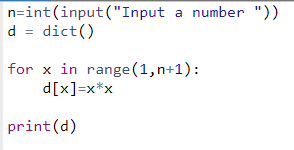 n=int(input("Input a number "))
d = dict()
for x in range(1,n+1):
    d[x]=x*x
print(d)